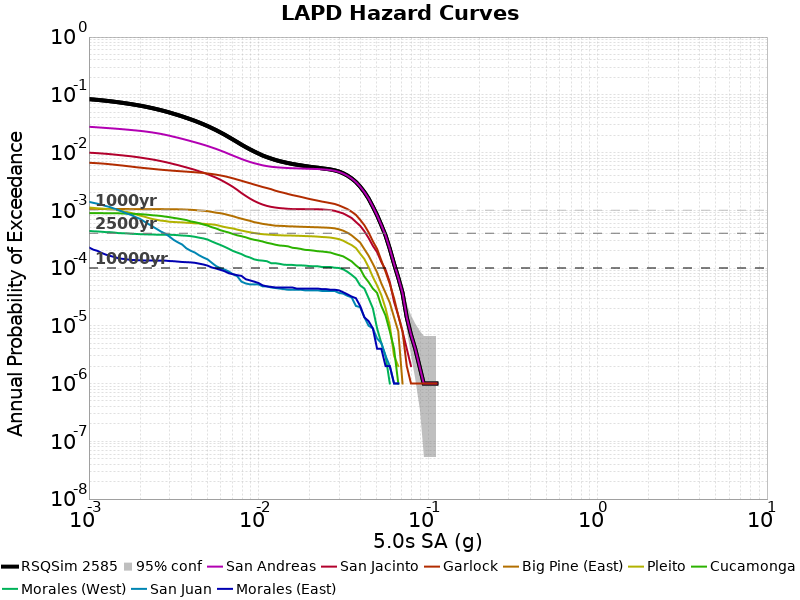 LAPD Hazard Curves
Annual Probability of Exceedance
10^0
10^-1
10^-2
10^-3
10^-4
10^-5
10^-6
10^-7
10^-8
1000yr
2500yr
10000yr
10^-3 10^-2 10^-1 10^0 10^1
5.0s SA (g)
RSQSim 2585 95% conf San Andreas San Jacinto Garlock Big Pine (East) Pleito Cucamonga
Morales (West) San Juan Morales (East)